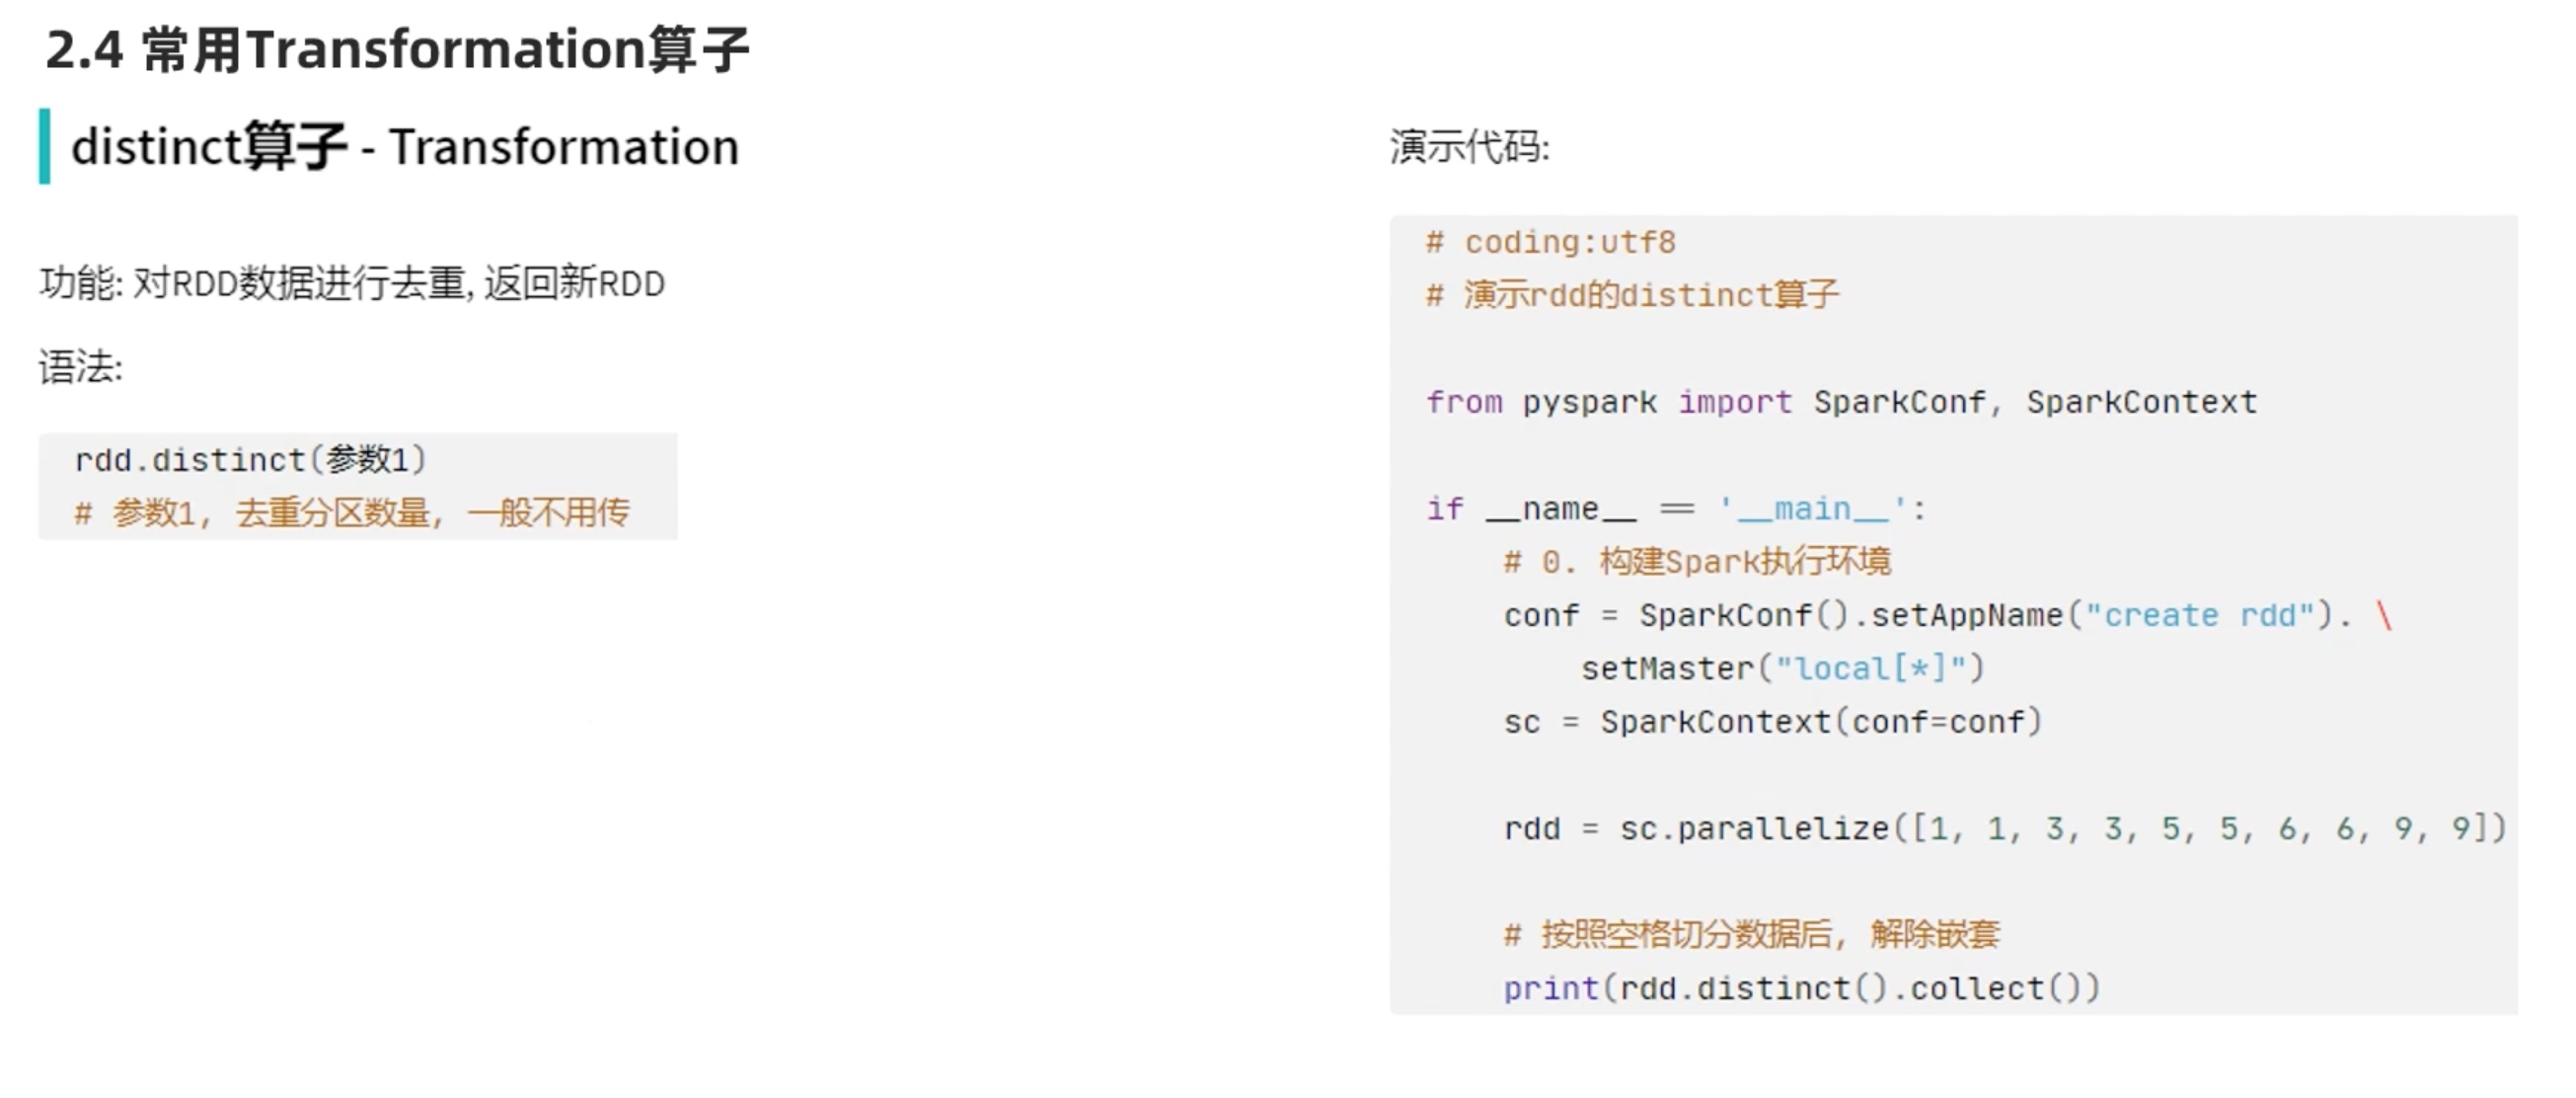 2.4 常用Transformation算子
distinct算子 - Transformation
功能: 对RDD数据进行去重, 返回新RDD
语法:
rdd.distinct(参数1)
# 参数1, 去重分区数量, 一般不用传
演示代码:
# coding:utf8
# 演示rdd的distinct算子
from pyspark import SparkConf, SparkContext
if __name__ == '__main__':
    # 0. 构建Spark执行环境
    conf = SparkConf().setAppName("create rdd"). \
        setMaster("local[*]")
    sc = SparkContext(conf=conf)
    rdd = sc.parallelize([1, 1, 3, 3, 5, 5, 6, 6, 9, 9])
    # 按照空格切分数据后, 解除嵌套
    print(rdd.distinct().collect())